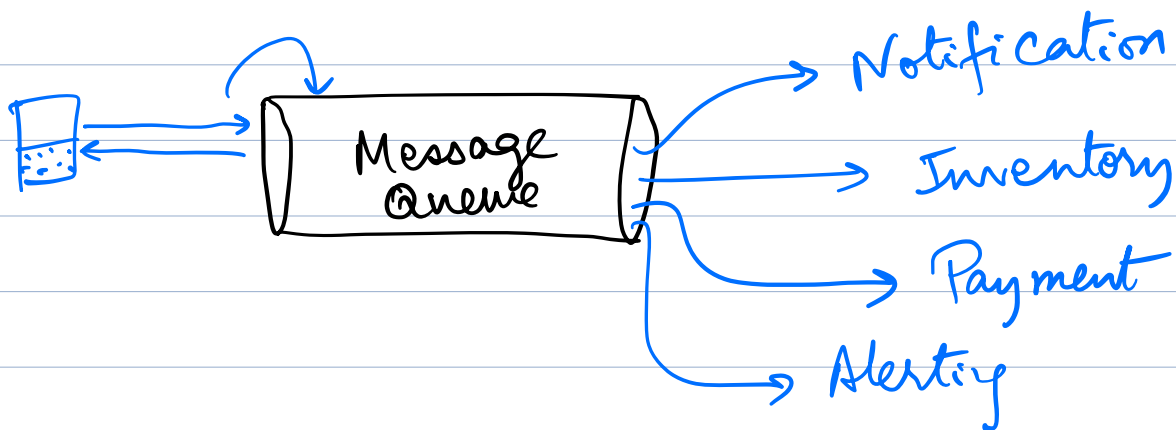 Notification
Message
Queue
Inventory
Payment
Alerting